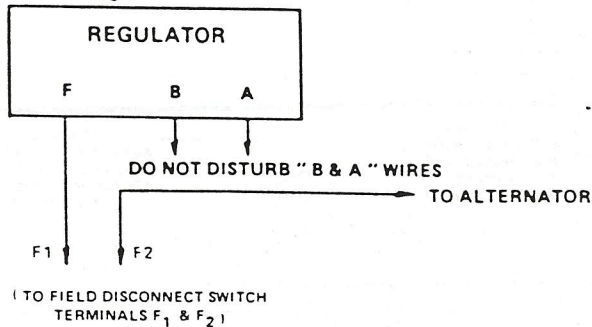 REGULATOR
F B A
DO NOT DISTURB "B & A" WIRES
TO ALTERNATOR
F1 F2
(TO FIELD DISCONNECT SWITCH
TERMINALS F1 & F2)